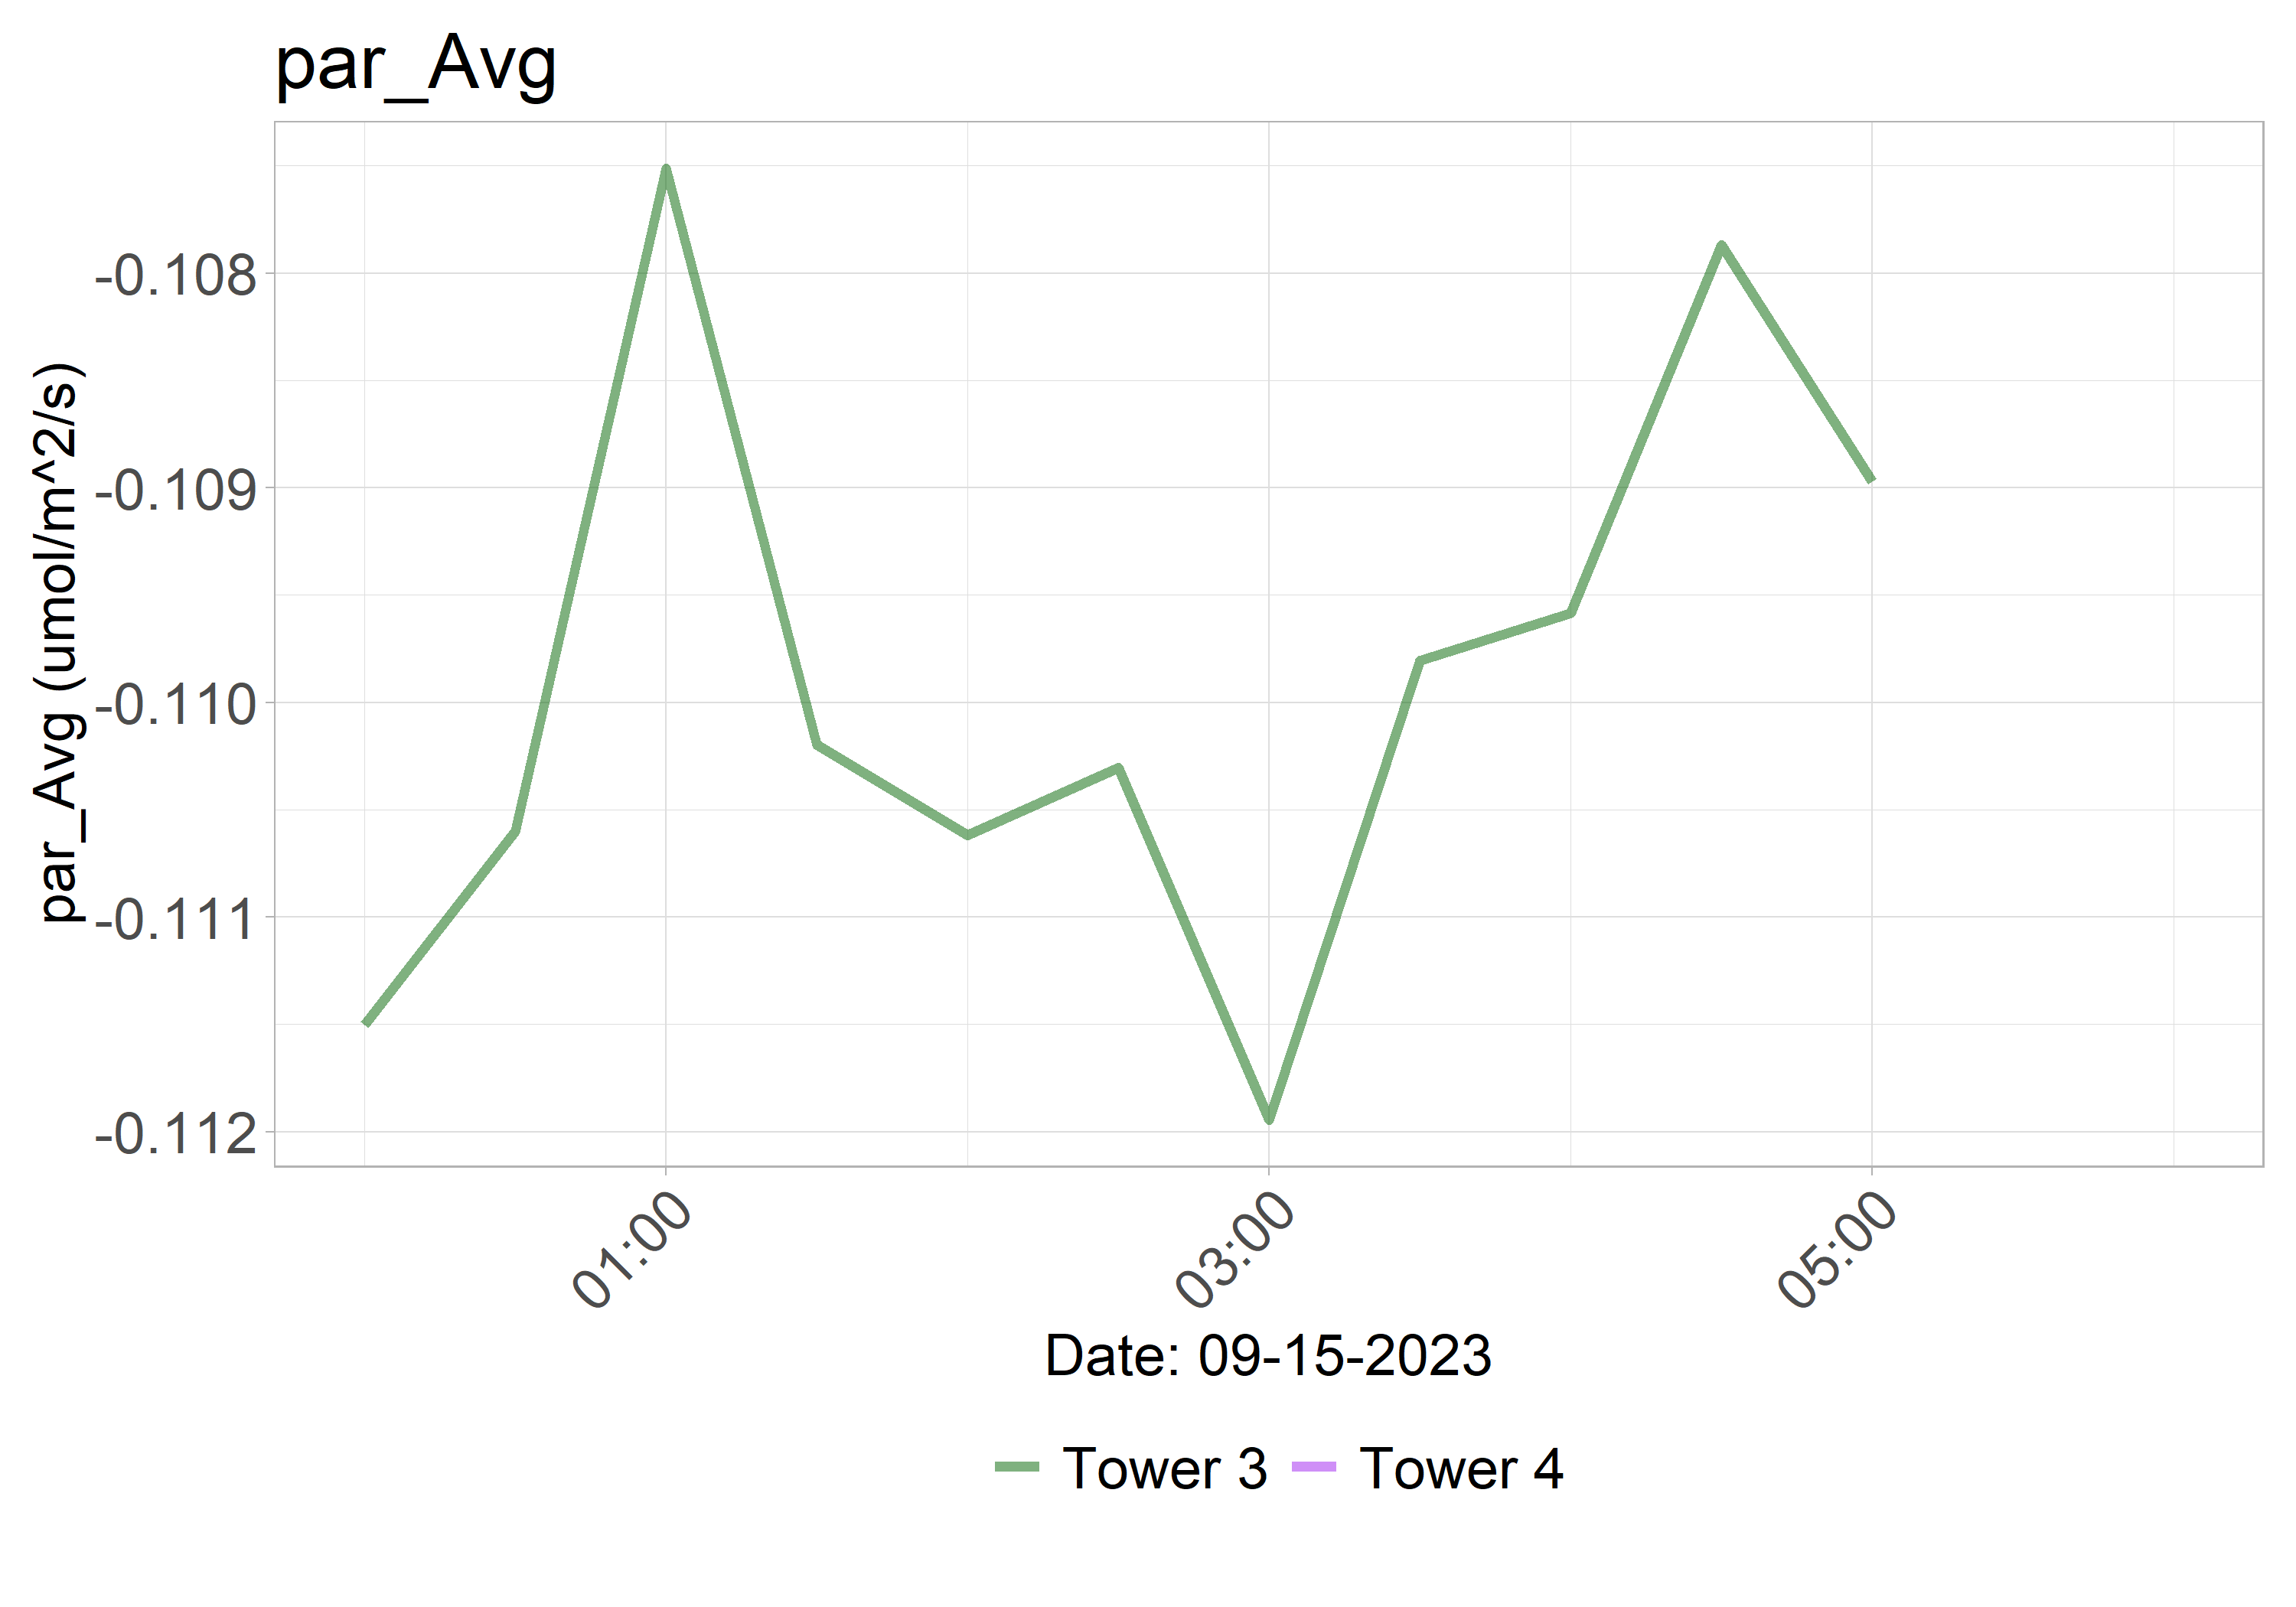 par_Avg
par_Avg (umol/m^2/s)
-0.108
-0.109
-0.110
-0.111
-0.112
01:00
03:00
05:00
Date: 09-15-2023
Tower 3
Tower 4